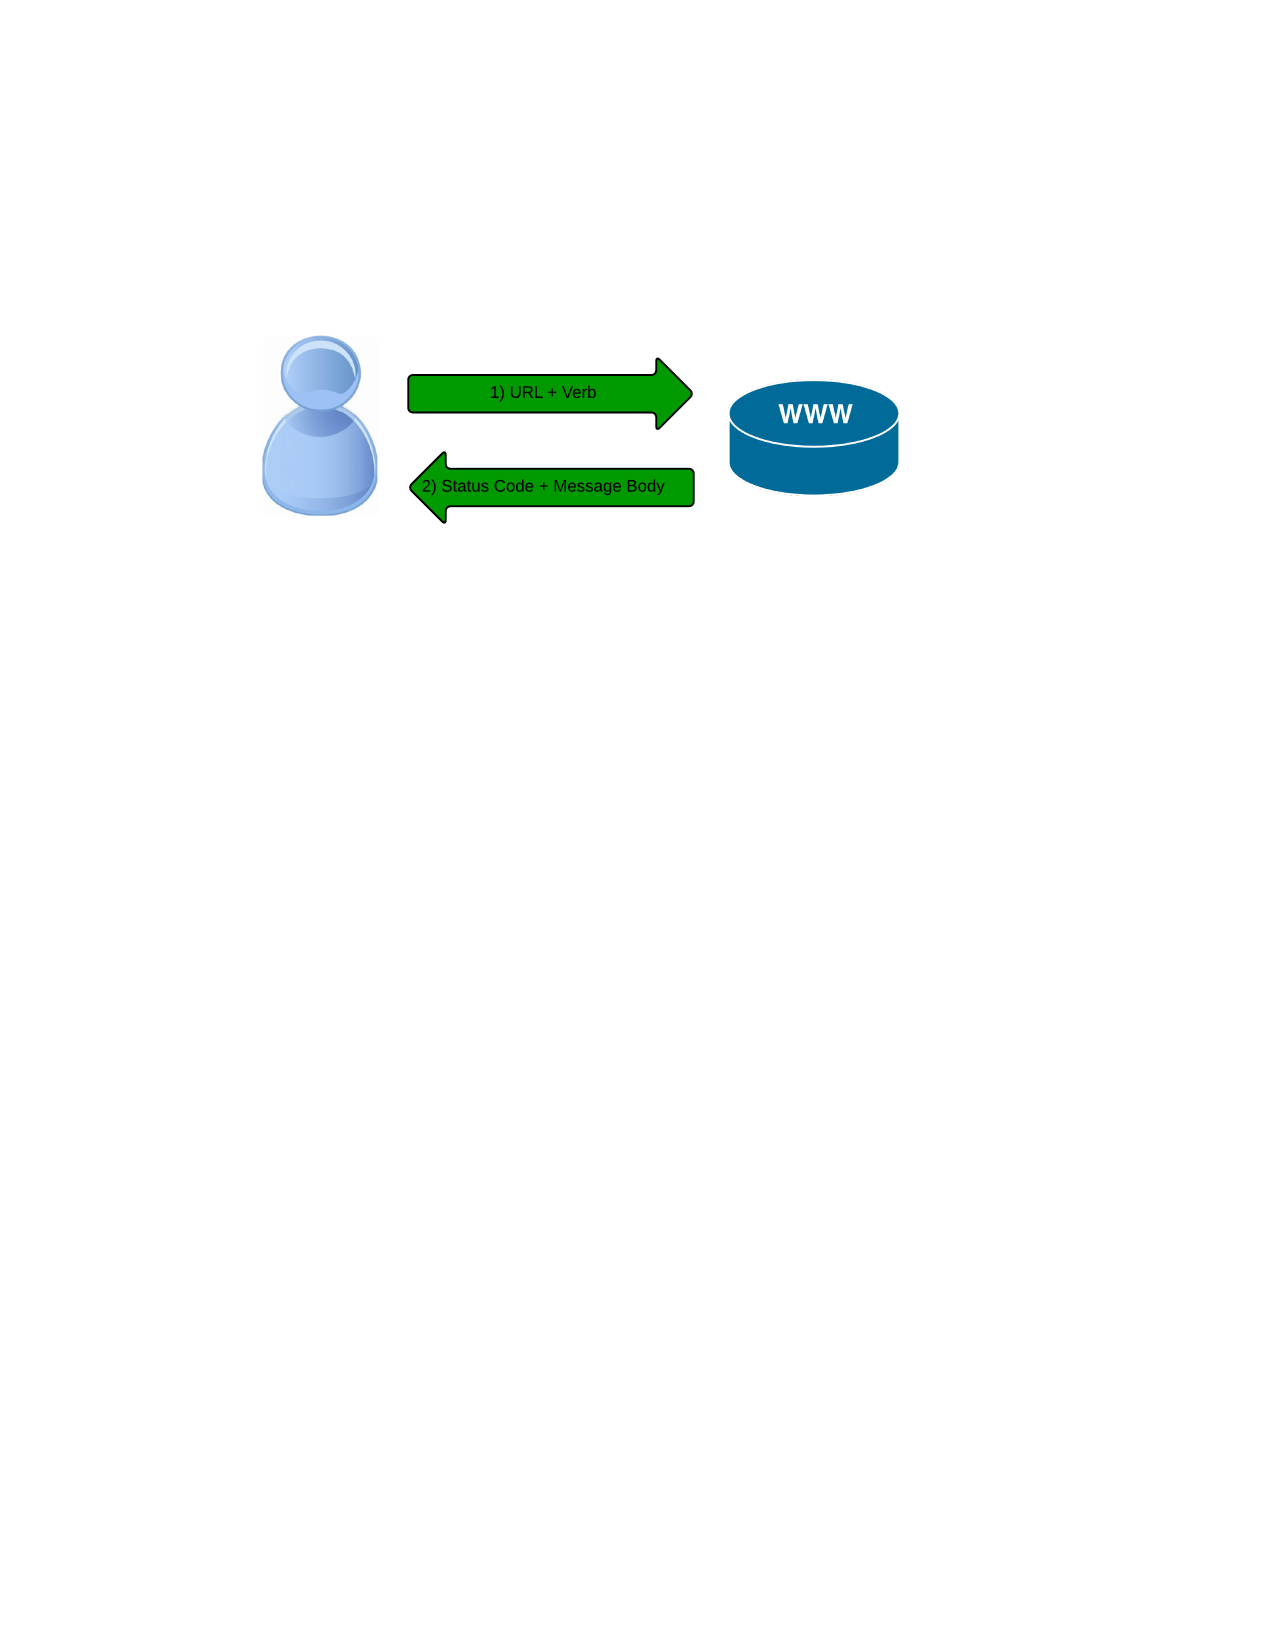 1) URL + Verb
WWW
2) Status Code + Message Body